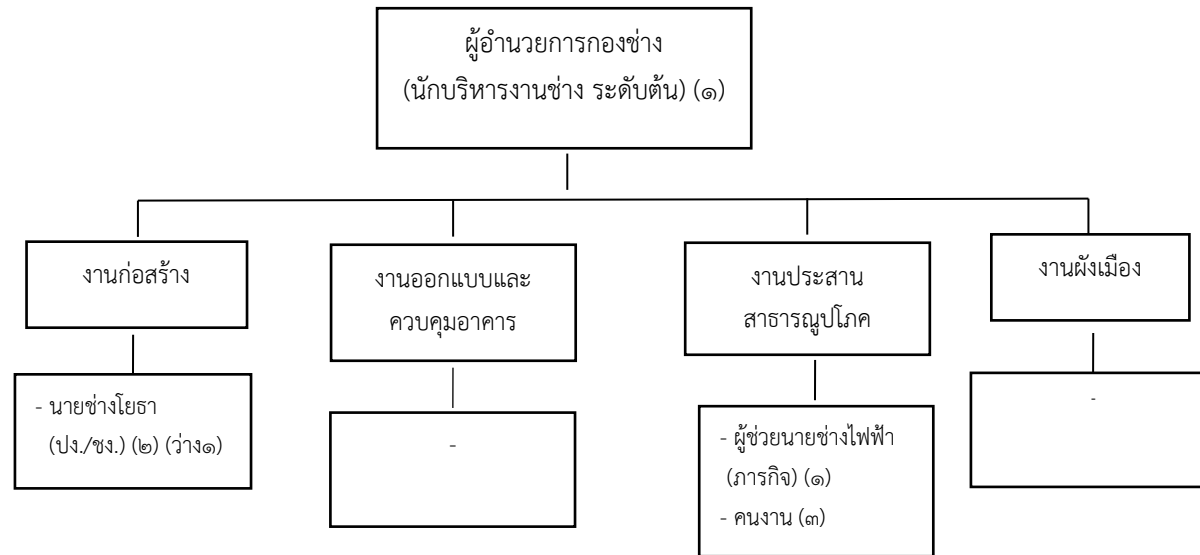 ผู้อำนวยการกองช่าง
(นักบริหารงานช่าง ระดับต้น) (๑)
งานก่อสร้าง
งานออกแบบและ
ควบคุมอาคาร
งานประสาน
สาธารณูปโภค
งานผังเมือง
- นายช่างโยธา
(ปง./ชง.) (๒) (ว่าง๑)
-
- ผู้ช่วยนายช่างไฟฟ้า
(ภารกิจ) (๑)
- คนงาน (๓)
-